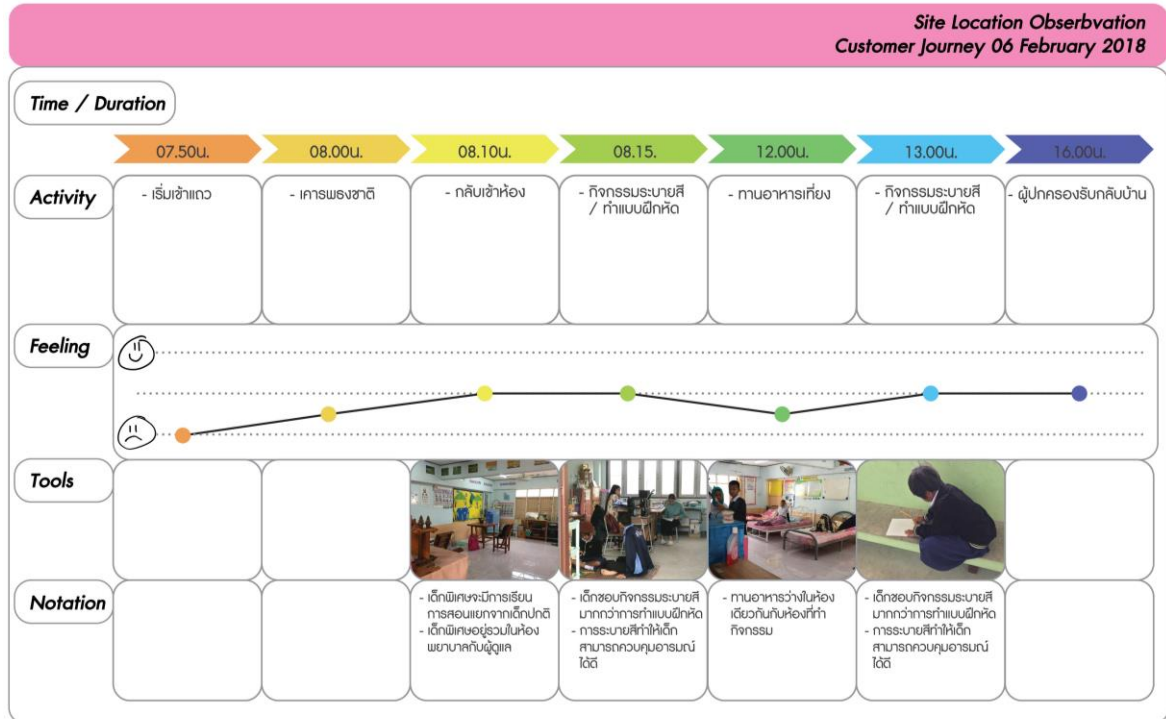 Site Location Obserbvation
Customer Journey 06 February 2018
Time / Duration
07.50น.
08.00น.
08.10น.
08.15.
12.00น.
13.00น.
16.00น.
Activity
- เริ่มเข้าแถว
- เคารพธงชาติ
- กลับเข้าห้อง
- กิจกรรมระบายสี
/ ทำแบบฝึกหัด
- ทานอาหารเที่ยง
- กิจกรรมระบายสี
/ ทำแบบฝึกหัด
- ผู้ปกครองรับกลับบ้าน
Feeling
Tools
Notation
- เด็กพิเศษจะมีการเรียน
การสอนแยกจากเด็กปกติ
- เด็กพิเศษอยู่รวมในห้อง
พยาบาลกับผู้ดูแล
- เด็กชอบกิจกรรมระบายสี
มากกว่าการทำแบบฝึกหัด
- การระบายสีทำให้เด็ก
สามารถควบคุมอารมณ์
ได้ดี
- ทานอาหารว่างในห้อง
เดียวกันกับห้องที่ทำ
กิจกรรม
- เด็กชอบกิจกรรมระบายสี
มากกว่าการทำแบบฝึกหัด
- การระบายสีทำให้เด็ก
สามารถควบคุมอารมณ์
ได้ดี